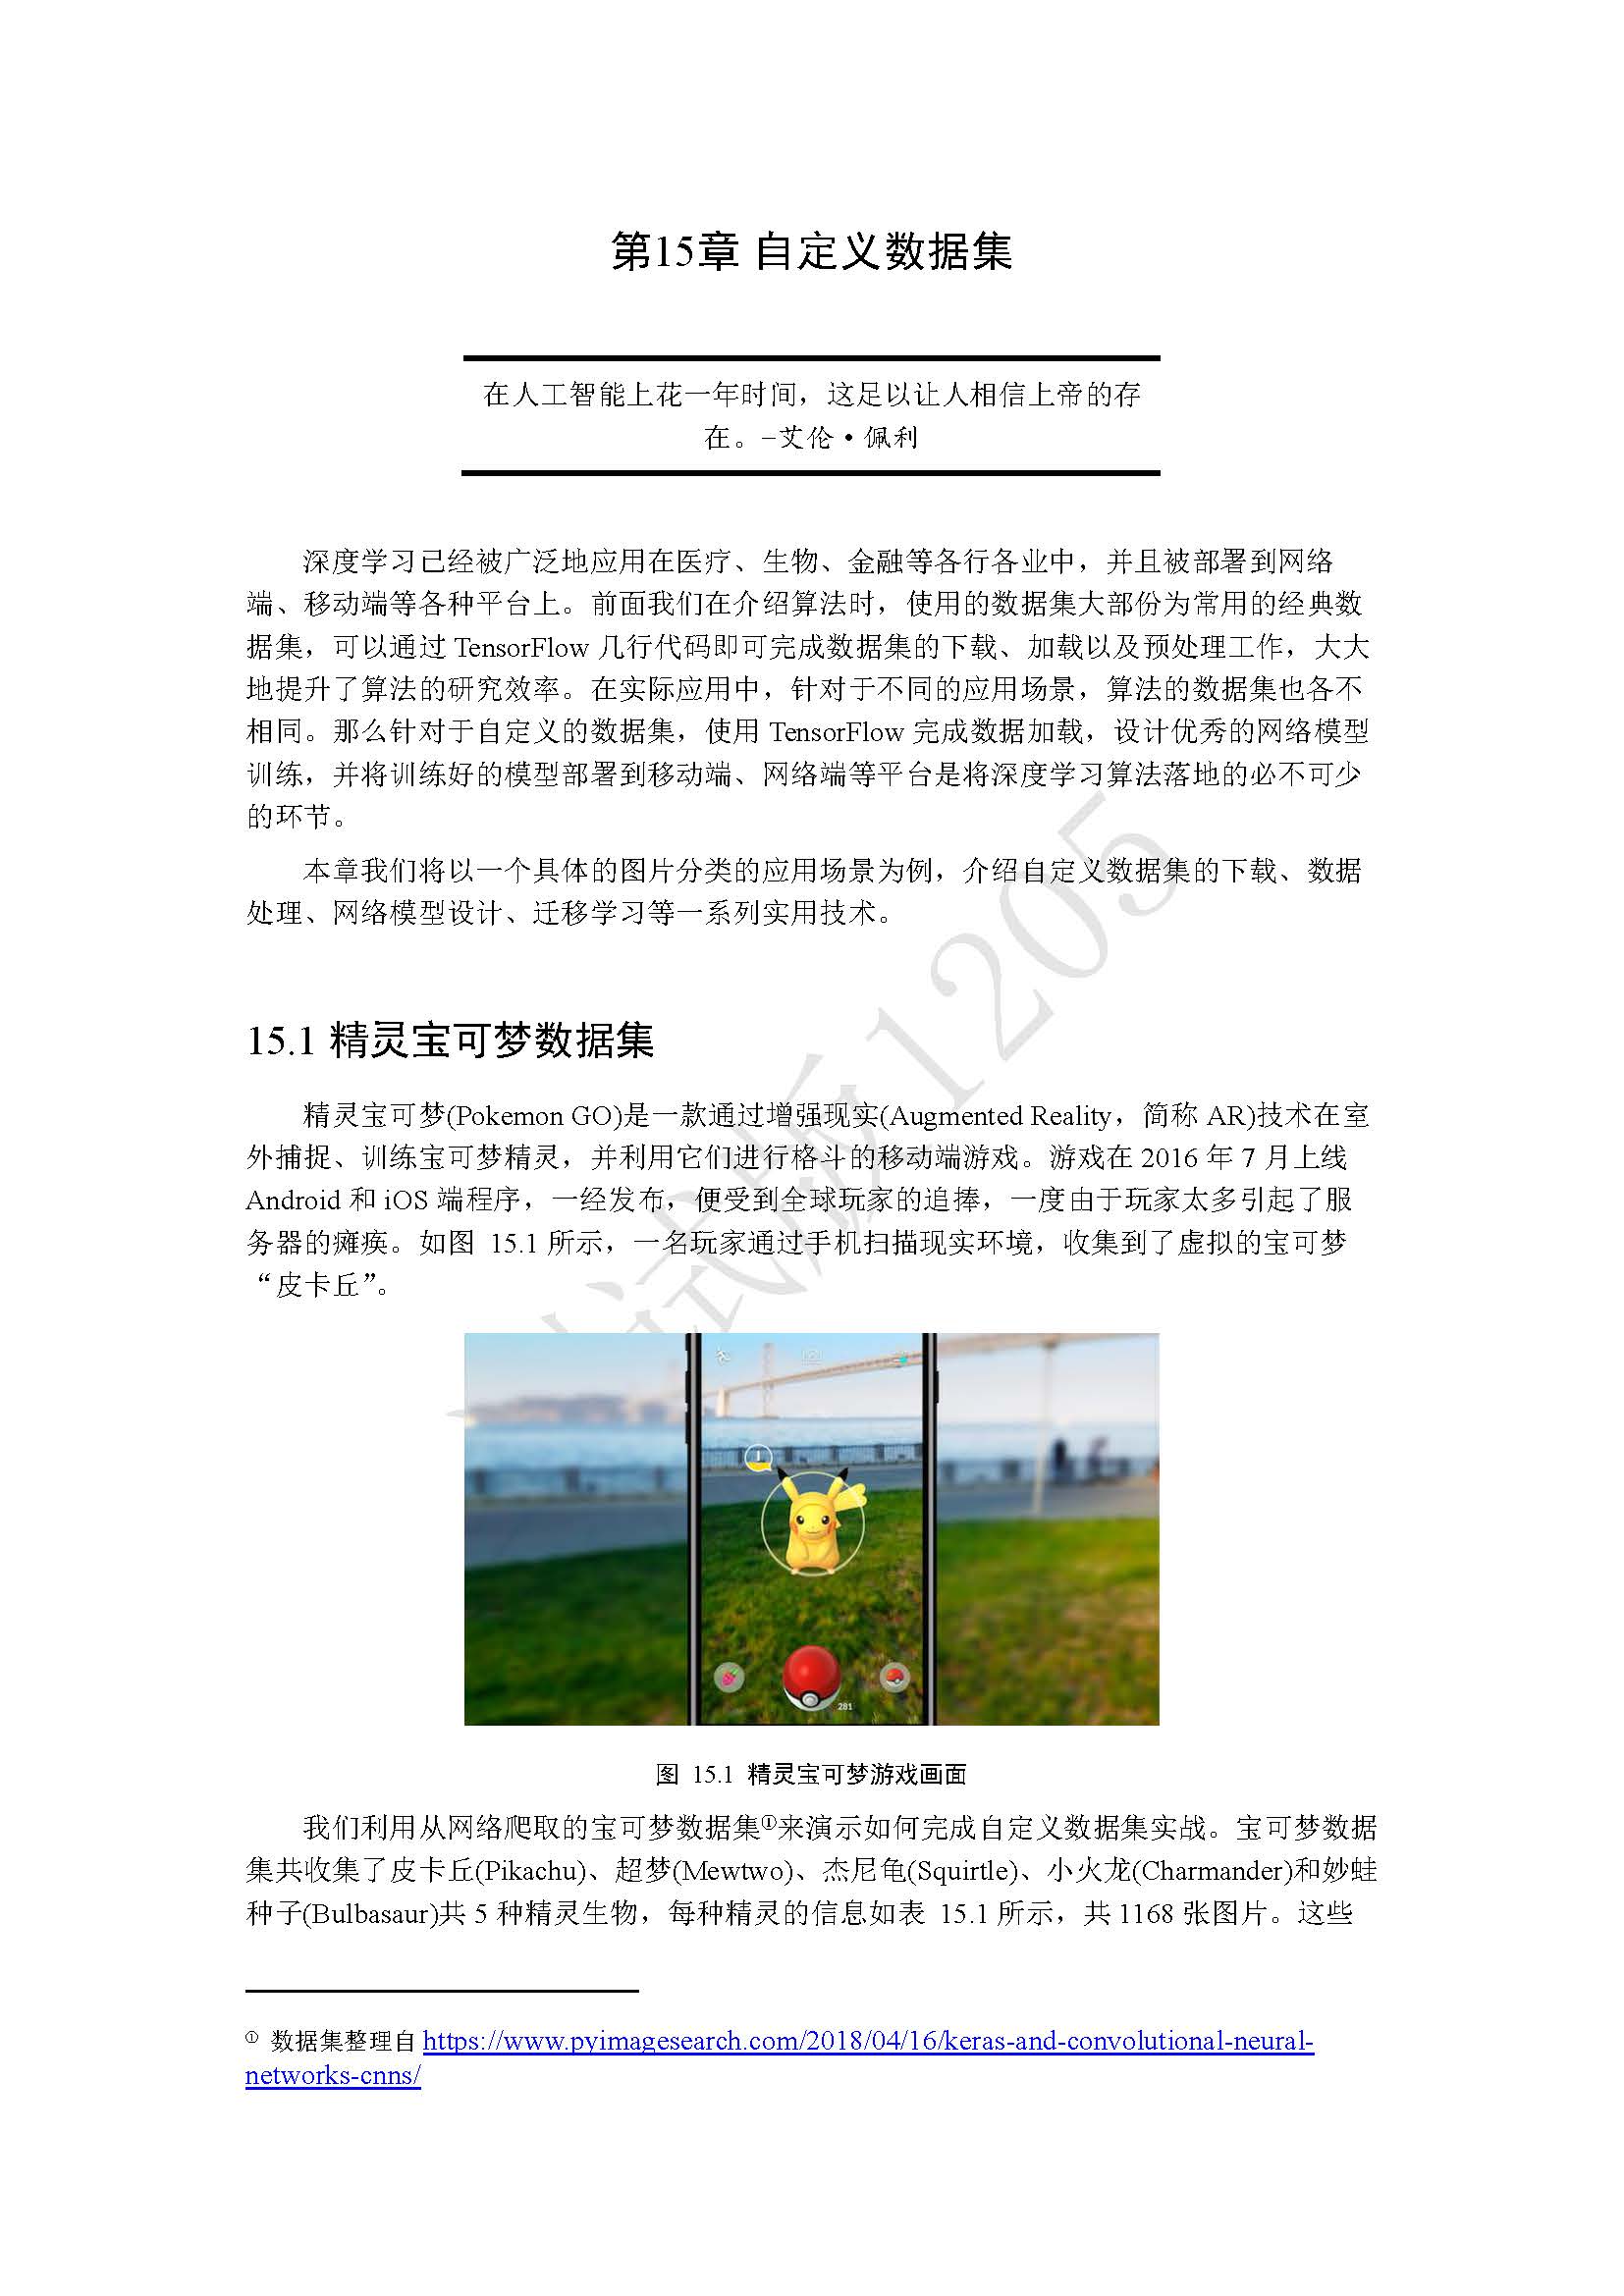 第15章 自定义数据集
在人工智能上花一年时间，这足以让人相信上帝的存
在。–艾伦·佩利
深度学习已经被广泛地应用在医疗、生物、金融等各行各业中，并且被部署到网络
端、移动端等各种平台上。前面我们在介绍算法时，使用的数据集大部份为常用的经典数
据集，可以通过 TensorFlow 几行代码即可完成数据集的下载、加载以及预处理工作，大大
地提升了算法的研究效率。在实际应用中，针对于不同的应用场景，算法的数据集也各不
相同。那么针对于自定义的数据集，使用 TensorFlow 完成数据加载，设计优秀的网络模型
训练，并将训练好的模型部署到移动端、网络端等平台是将深度学习算法落地的必不可少
的环节。
本章我们将以一个具体的图片分类的应用场景为例，介绍自定义数据集的下载、数据
处理、网络模型设计、迁移学习等一系列实用技术。
15.1 精灵宝可梦数据集
精灵宝可梦(Pokemon GO)是一款通过增强现实(Augmented Reality，简称 AR)技术在室
外捕捉、训练宝可梦精灵，并利用它们进行格斗的移动端游戏。游戏在 2016 年 7 月上线
Android 和 iOS 端程序，一经发布，便受到全球玩家的追捧，一度由于玩家太多引起了服
务器的瘫痪。如图 15.1 所示，一名玩家通过手机扫描现实环境，收集到了虚拟的宝可梦
“皮卡丘”。
281
图 15.1 精灵宝可梦游戏画面
我们利用从网络爬取的宝可梦数据集①来演示如何完成自定义数据集实战。宝可梦数据
集共收集了皮卡丘(Pikachu)、超梦(Mewtwo)、杰尼龟(Squirtle)、小火龙(Charmander)和妙蛙
种子(Bulbasaur)共 5 种精灵生物，每种精灵的信息如表 15.1 所示，共 1168 张图片。这些
① 数据集整理自 https://www.pyimagesearch.com/2018/04/16/keras-and-convolutional-neural-
networks-cnns/
试版1205